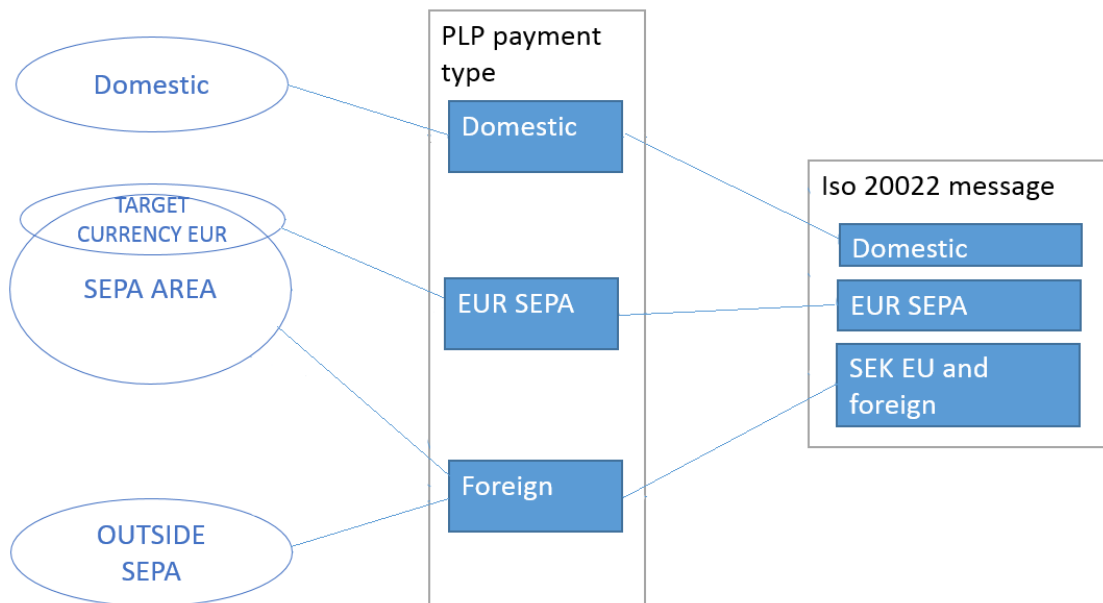 Domestic
TARGET
CURRENCY EUR
SEPA AREA
OUTSIDE
SEPA
PLP payment
type
Domestic
EUR SEPA
Foreign
Iso 20022 message
Domestic
EUR SEPA
SEK EU and
foreign